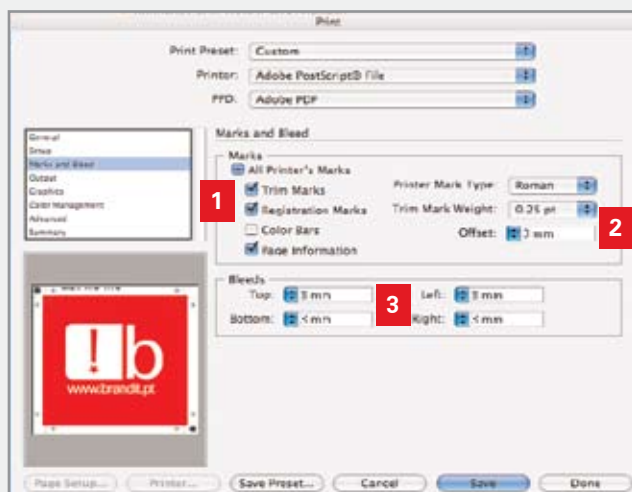 Print
Print Preset: Custom
Printer: Adobe PostScript® File
PPD: Adobe PDF
General
Setup
Marks and Bleed
Output
Graphics
Color Management
Advanced
Summary
Marks and Bleed
Marks
All Printer's Marks
1
Trim Marks
Registration Marks
Color Bars
Page Information
Printer Mark Type: Roman
Trim Mark Weight: 0.25 pt
Offset: 3 mm
2
Bleeds
Top: 3 mm
3
Left: 3 mm
Bottom: mm
Right: mm
!b
www.brandit.pt
Page Setup... Printer... Save Preset... Cancel Save Done